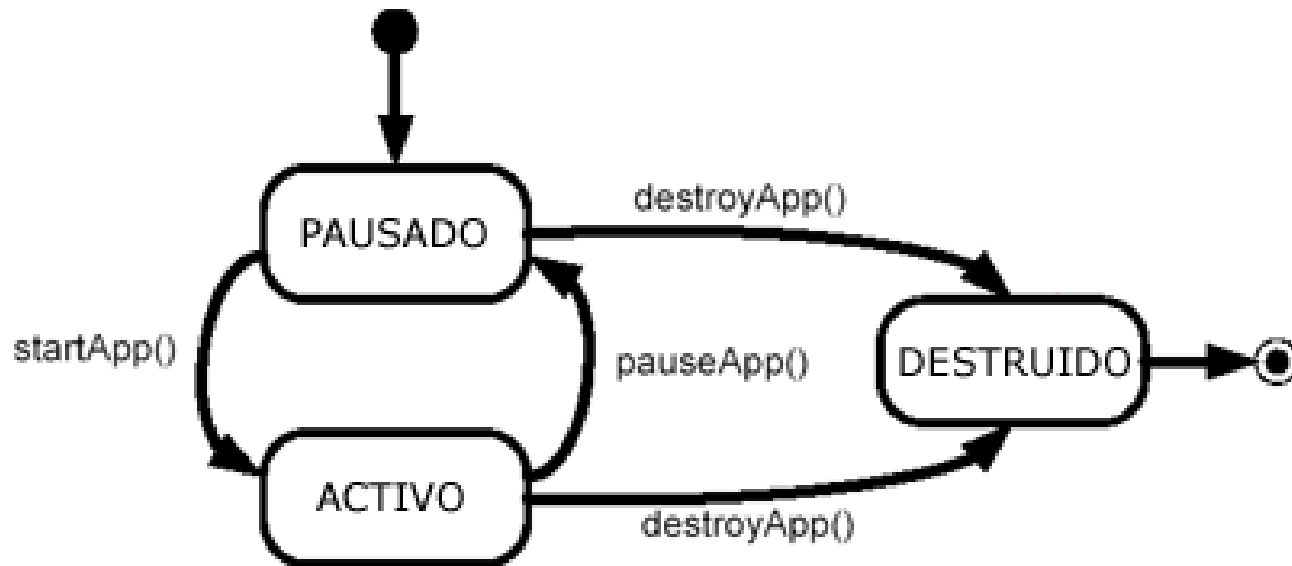 destroyApp()
PAUSADO
startApp()
pauseApp()
DESTRUIDO
ACTIVO
destroyApp()